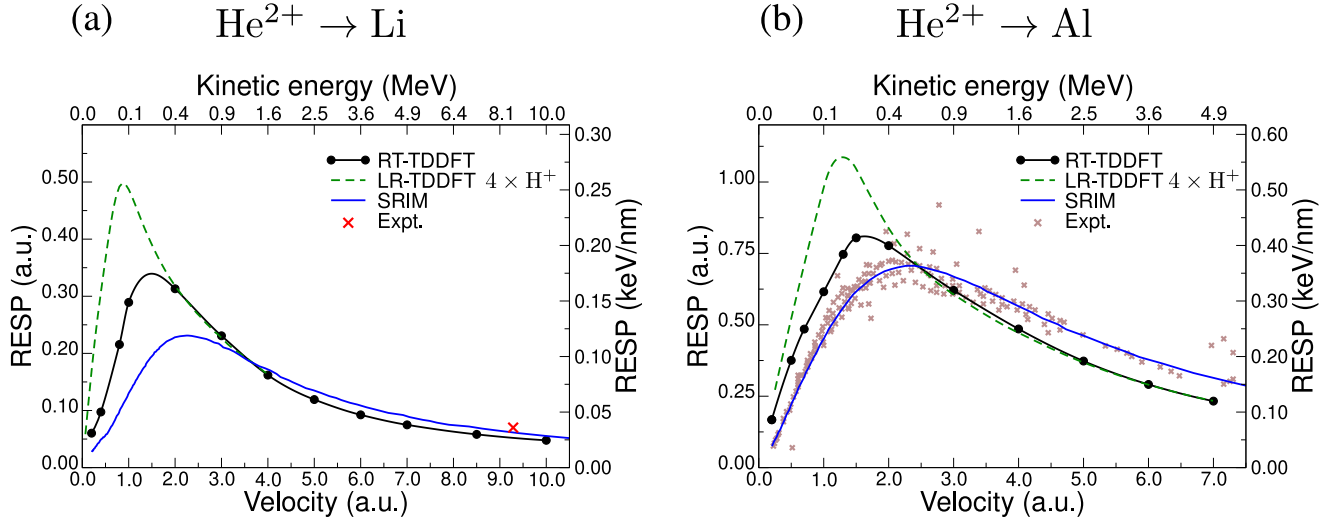 (a) He²⁺ → Li
Kinetic energy (MeV)
0.0 0.1 0.4 0.9 1.6 2.5 3.6 4.9 6.4 8.1 10.0
RESP (a.u.)
0.50
0.40
0.30
0.20
0.10
0.00
RT-TDDFT
LR-TDDFT 4 × H⁺
SRIM
Expt.
0.30
0.25
0.20
0.15
0.10
0.05
0.00
RESP (keV/nm)
0.0 1.0 2.0 3.0 4.0 5.0 6.0 7.0 8.0 9.0 10.0
Velocity (a.u.)
(b) He²⁺ → Al
Kinetic energy (MeV)
0.0 0.1 0.4 0.9 1.6 2.5 3.6 4.9
RESP (a.u.)
1.00
0.75
0.50
0.25
0.00
RT-TDDFT
LR-TDDFT 4 × H⁺
SRIM
Expt.
0.60
0.50
0.40
0.30
0.20
0.10
0.00
RESP (keV/nm)
0.0 1.0 2.0 3.0 4.0 5.0 6.0 7.0
Velocity (a.u.)